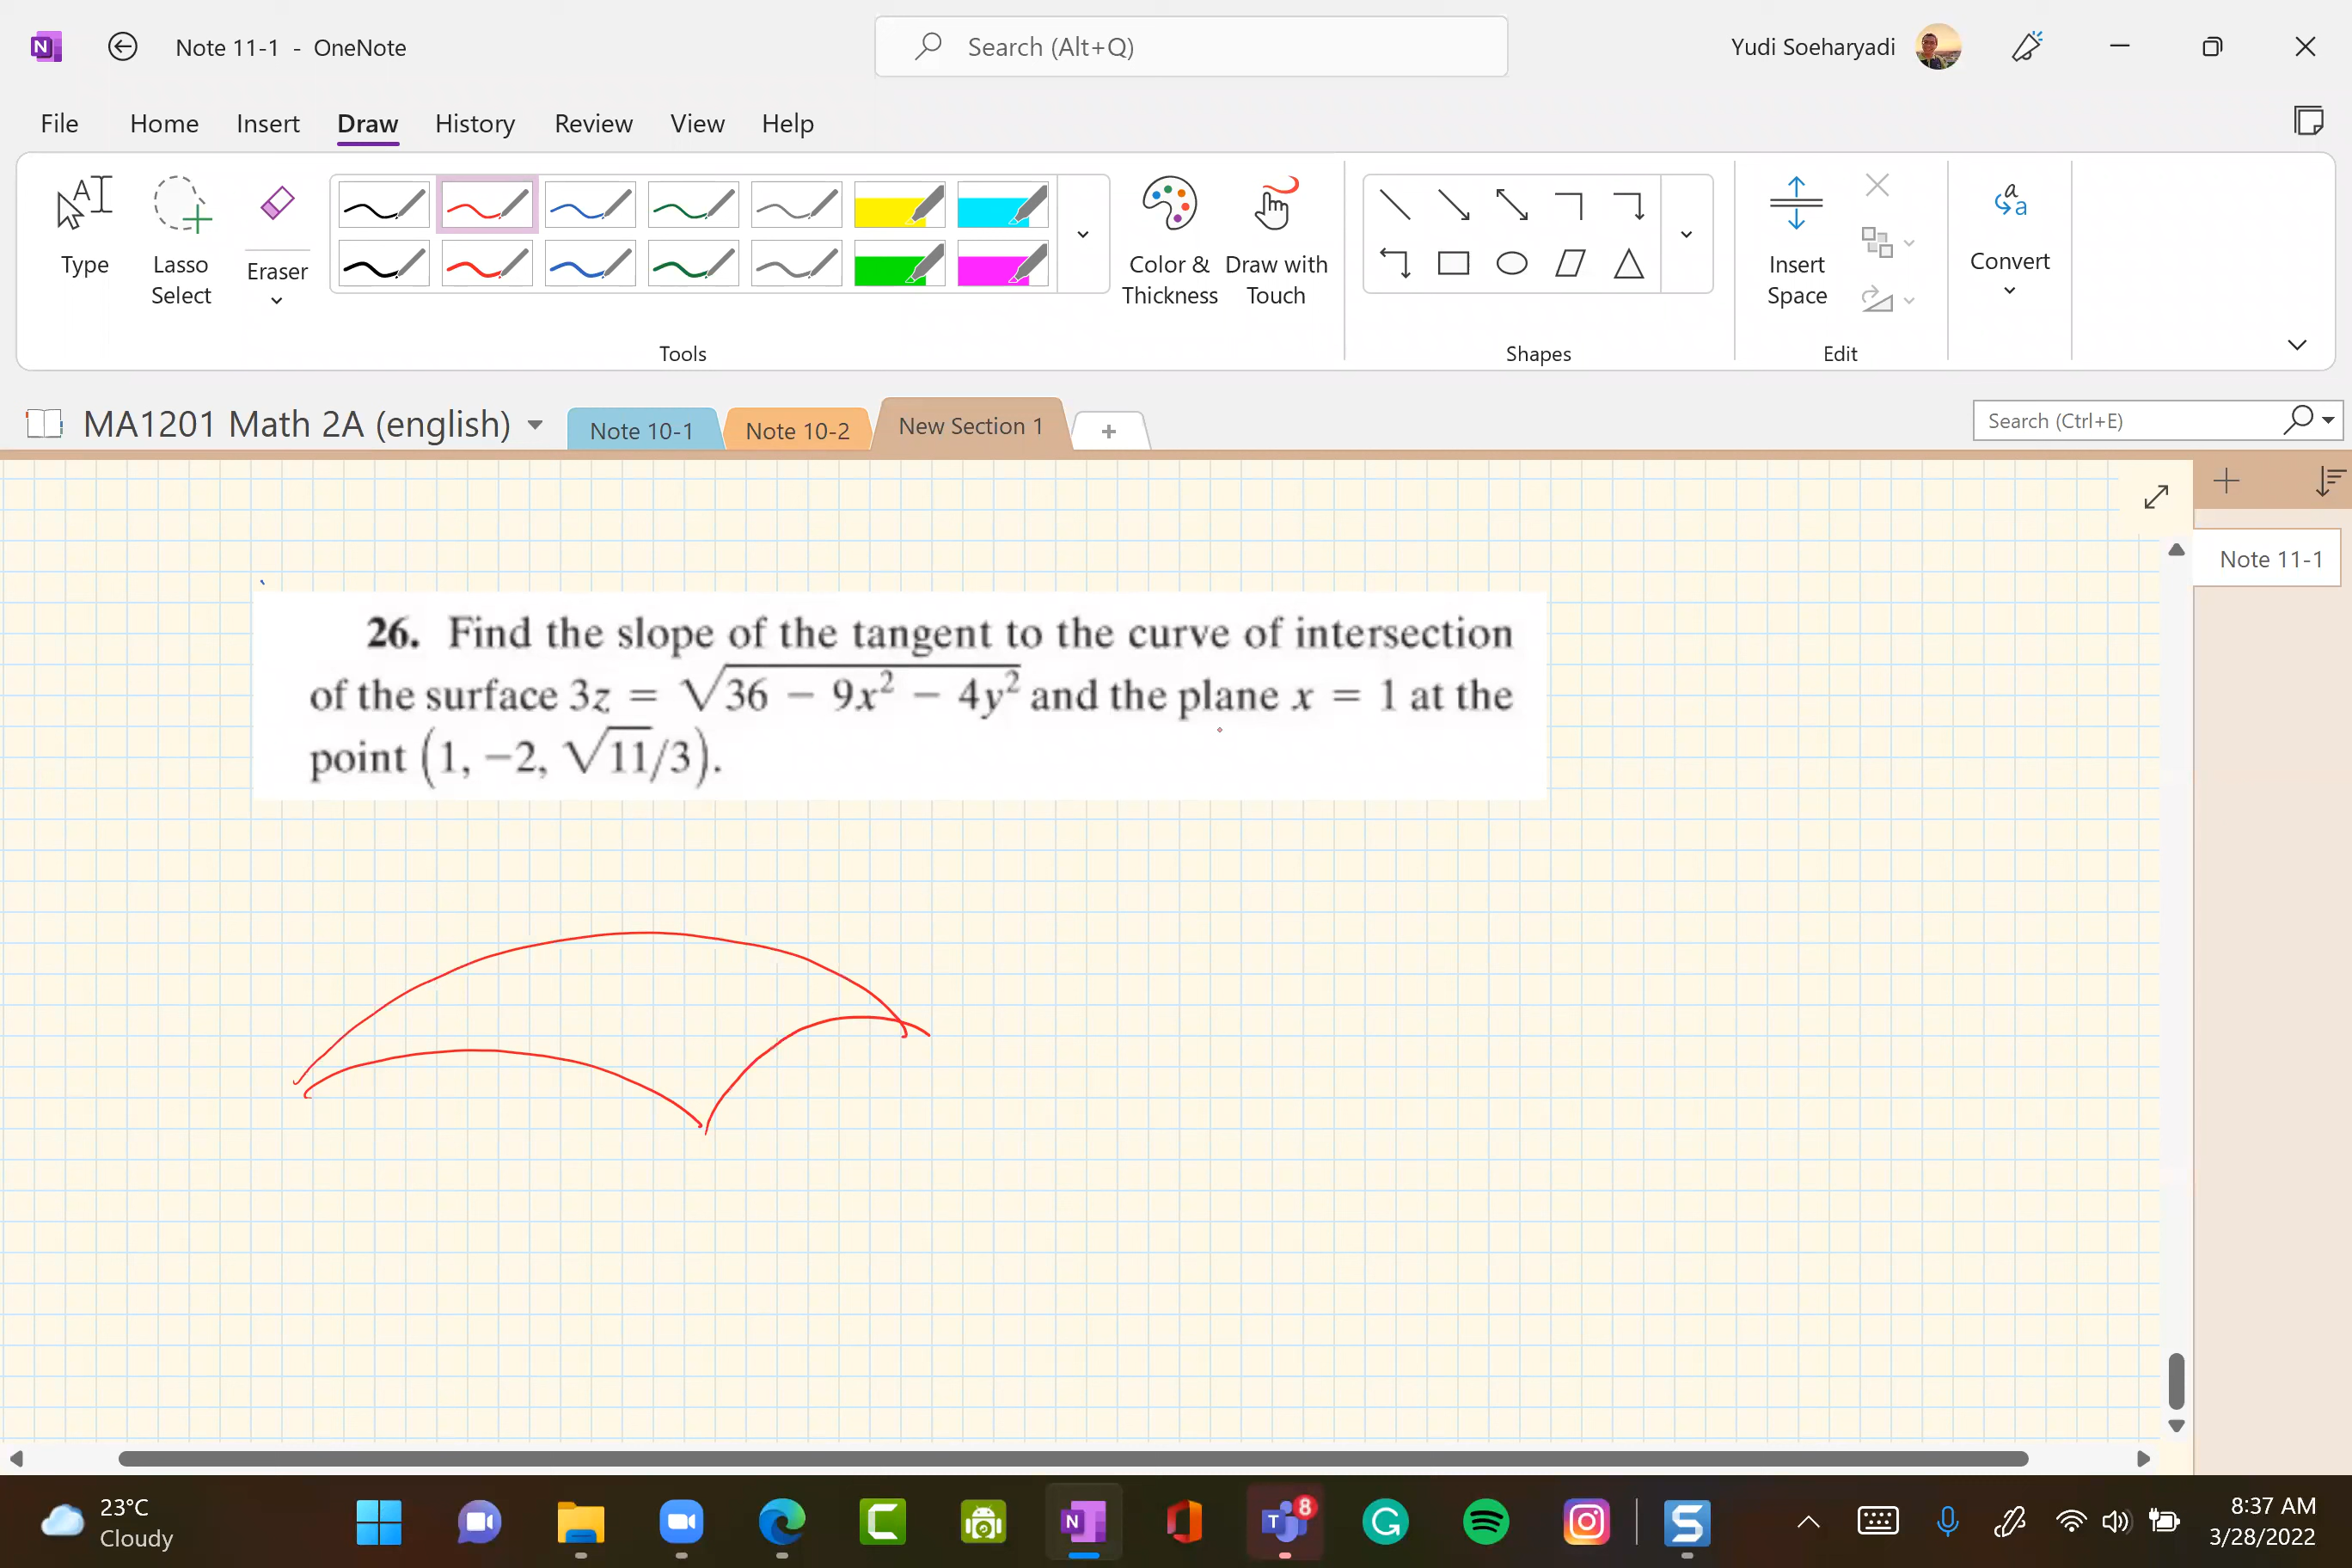 Note 11-1 - OneNote
Search (Alt+Q)
Yudi Soeharyadi
File Home Insert Draw History Review View Help
Type
Lasso Select
Eraser
Color & Thickness
Draw with Touch
Insert Space
Convert
Tools
Shapes
Edit
MA1201 Math 2A (english)
Note 10-1
Note 10-2
New Section 1
Search (Ctrl+E)
Note 11-1
26. Find the slope of the tangent to the curve of intersection
of the surface 3z = √36 − 9x² − 4y² and the plane x = 1 at the
point (1, −2, √11/3).
23°C
Cloudy
8
8:37 AM
3/28/2022